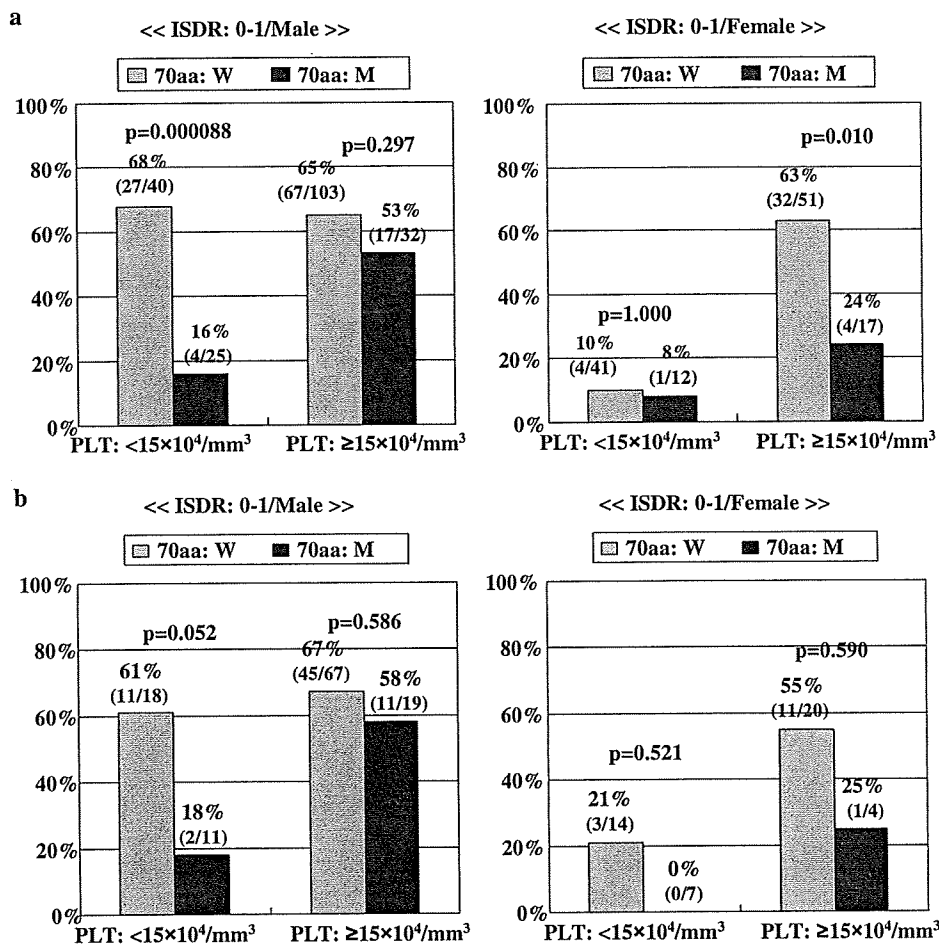 a
<< ISDR: 0-1/Male >>
70aa: W 70aa: M
100%
80%
60%
40%
20%
0%
p=0.000088
68%
(27/40)
16%
(4/25)
p=0.297
65%
(67/103)
53%
(17/32)
PLT: <15×10⁴/mm³ PLT: ≥15×10⁴/mm³
<< ISDR: 0-1/Female >>
70aa: W 70aa: M
100%
80%
60%
40%
20%
0%
p=1.000
10%
(4/41)
8%
(1/12)
p=0.010
63%
(32/51)
24%
(4/17)
PLT: <15×10⁴/mm³ PLT: ≥15×10⁴/mm³
b
<< ISDR: 0-1/Male >>
70aa: W 70aa: M
100%
80%
60%
40%
20%
0%
p=0.052
61%
(11/18)
18%
(2/11)
p=0.586
67%
(45/67)
58%
(11/19)
PLT: <15×10⁴/mm³ PLT: ≥15×10⁴/mm³
<< ISDR: 0-1/Female >>
70aa: W 70aa: M
100%
80%
60%
40%
20%
0%
p=0.521
21%
(3/14)
0%
(0/7)
p=0.590
55%
(11/20)
25%
(1/4)
PLT: <15×10⁴/mm³ PLT: ≥15×10⁴/mm³